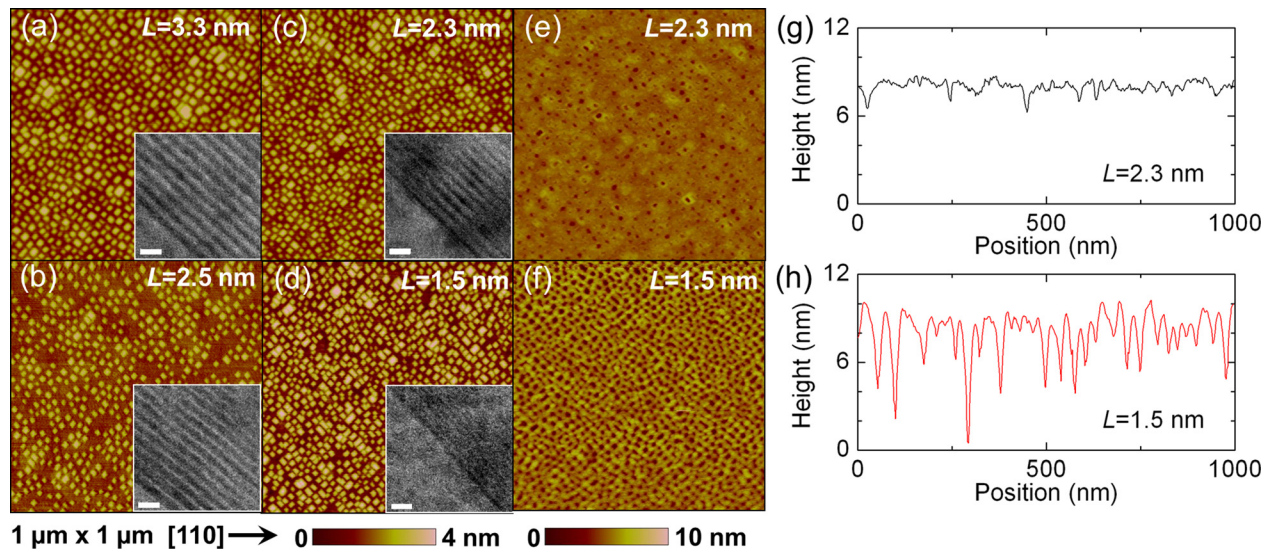 (a) L=3.3 nm
(c) L=2.3 nm
(e) L=2.3 nm
(b) L=2.5 nm
(d) L=1.5 nm
(f) L=1.5 nm
1 μm x 1 μm [110] 0 4 nm 0 10 nm
(g)
12
6
0
Height (nm)
L=2.3 nm
0 500 1000
Position (nm)
(h)
12
6
0
Height (nm)
L=1.5 nm
0 500 1000
Position (nm)